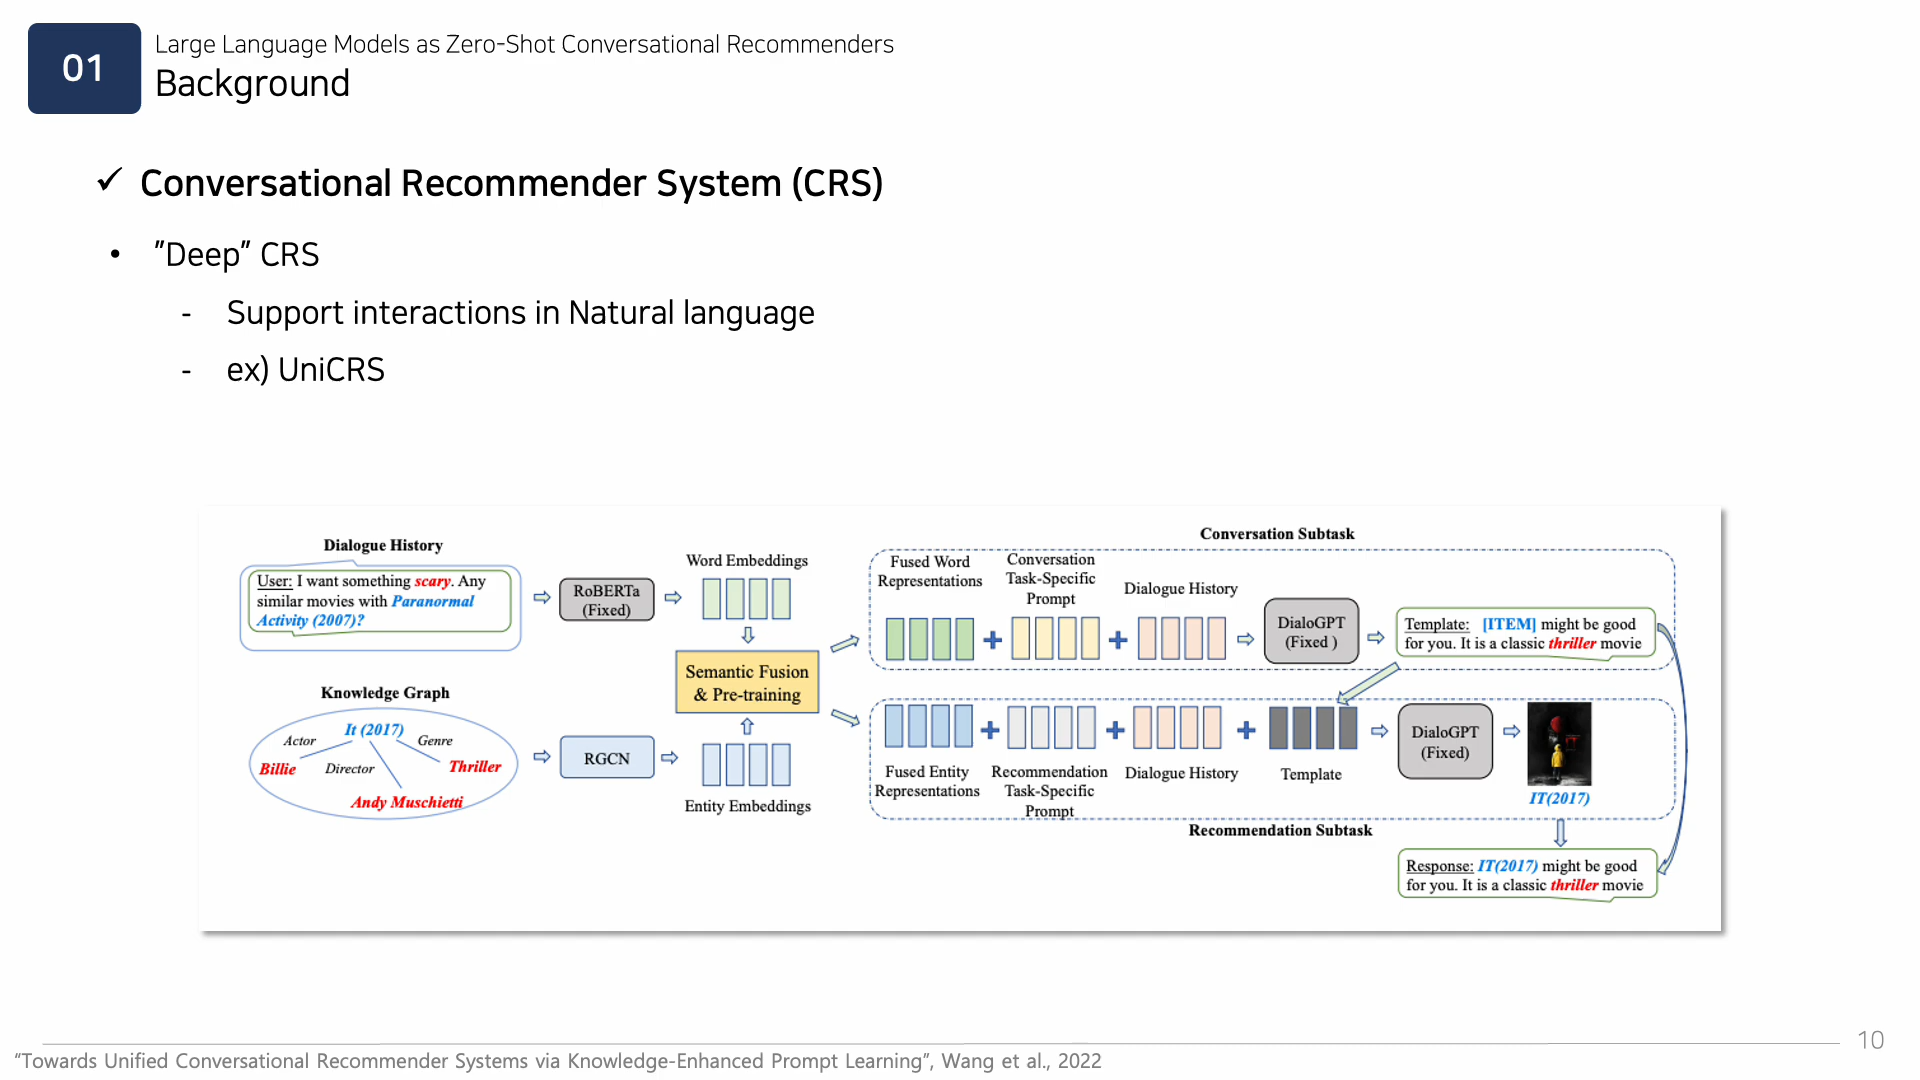 01
Large Language Models as Zero-Shot Conversational Recommenders
Background
✓ Conversational Recommender System (CRS)
• ”Deep” CRS
- Support interactions in Natural language
- ex) UniCRS
Dialogue History
User: I want something scary. Any
similar movies with Paranormal
Activity (2007)?
RoBERTa
(Fixed)
Word Embeddings
Knowledge Graph
It (2017)
Actor
Genre
Billie
Director
Thriller
Andy Muschietti
RGCN
Entity Embeddings
Semantic Fusion
& Pre-training
Conversation Subtask
Fused Word
Representations
Conversation
Task-Specific
Prompt
Dialogue History
DialoGPT
(Fixed )
Template: [ITEM] might be good
for you. It is a classic thriller movie
Fused Entity
Representations
Recommendation
Task-Specific
Prompt
Dialogue History
Template
DialoGPT
(Fixed)
IT(2017)
Recommendation Subtask
Response: IT(2017) might be good
for you. It is a classic thriller movie
10
“Towards Unified Conversational Recommender Systems via Knowledge-Enhanced Prompt Learning”, Wang et al., 2022